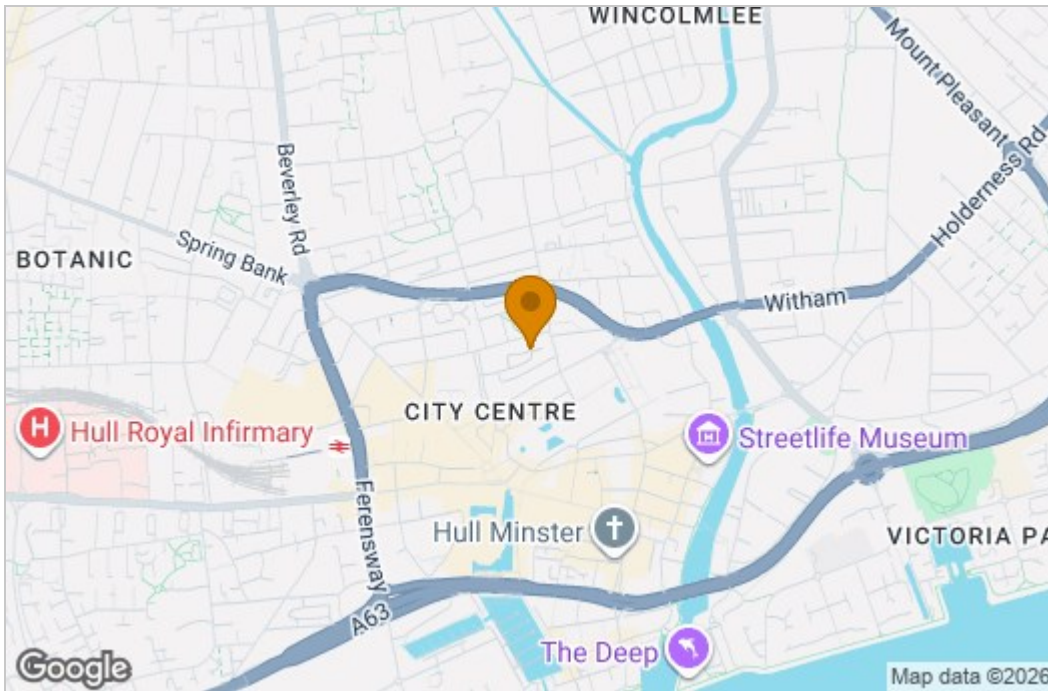 WINCOLMLEE
Mount Pleasant
Beverley Rd
Holderness Rd
Spring Bank
BOTANIC
Witham
CITY CENTRE
Hull Royal Infirmary
H
Streetlife Museum
Ferensway
Hull Minster
VICTORIA PA
A63
The Deep
Google
Map data ©2026